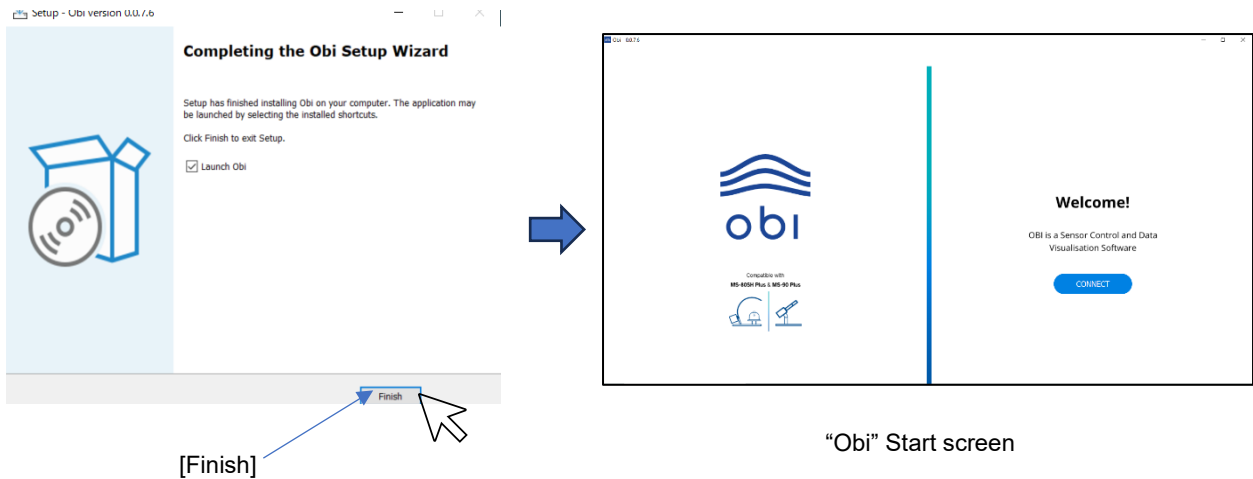 Setup - Obi version 0.0.7.6
Completing the Obi Setup Wizard
Setup has finished installing Obi on your computer. The application may
be launched by selecting the installed shortcuts.
Click Finish to exit Setup.
Launch Obi
Finish
[Finish]
Obi 0.0.7.6
obi
Compatible with
MS-80SH Plus & MS-90 Plus
Welcome!
OBI is a Sensor Control and Data
Visualisation Software
CONNECT
“Obi” Start screen